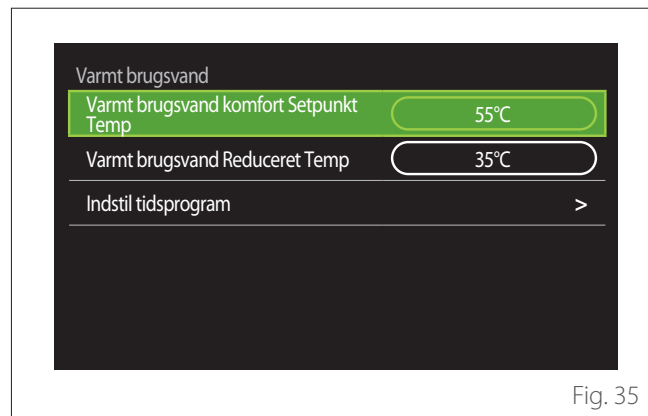 Varmt brugsvand
Varmt brugsvand komfort Setpunkt
Temp
55°C
Varmt brugsvand Reduceret Temp
35°C
Indstil tidsprogram
>
Fig. 35